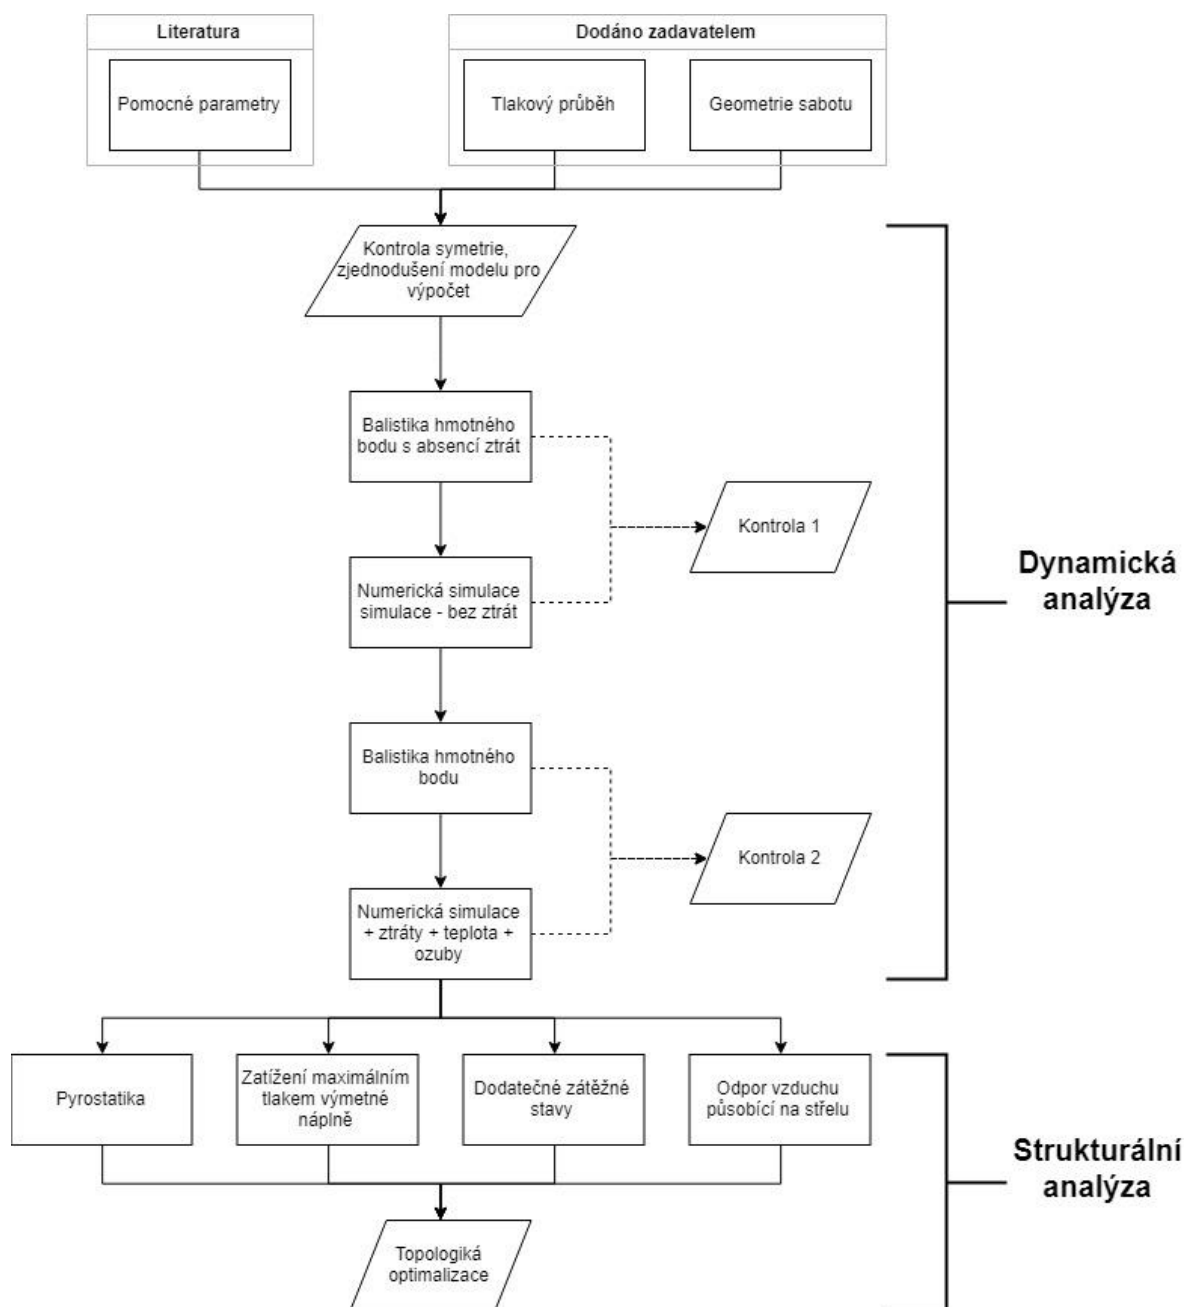 Literatura
Dodáno zadavatelem
Pomocné parametry
Tlakový průběh
Geometrie sabotu
Kontrola symetrie,
zjednodušení modelu pro
výpočet
Balistika hmotného
bodu s absencí ztrát
Kontrola 1
Numerická simulace
simulace - bez ztrát
Dynamická
analýza
Balistika hmotného
bodu
Kontrola 2
Numerická simulace
+ ztráty + teplota +
ozuby
Pyrostatika
Zatížení maximálním
tlakem výmetné
náplně
Dodatečné zátěžné
stavy
Odpor vzduchu
působící na střelu
Strukturální
analýza
Topologiká
optimalizace